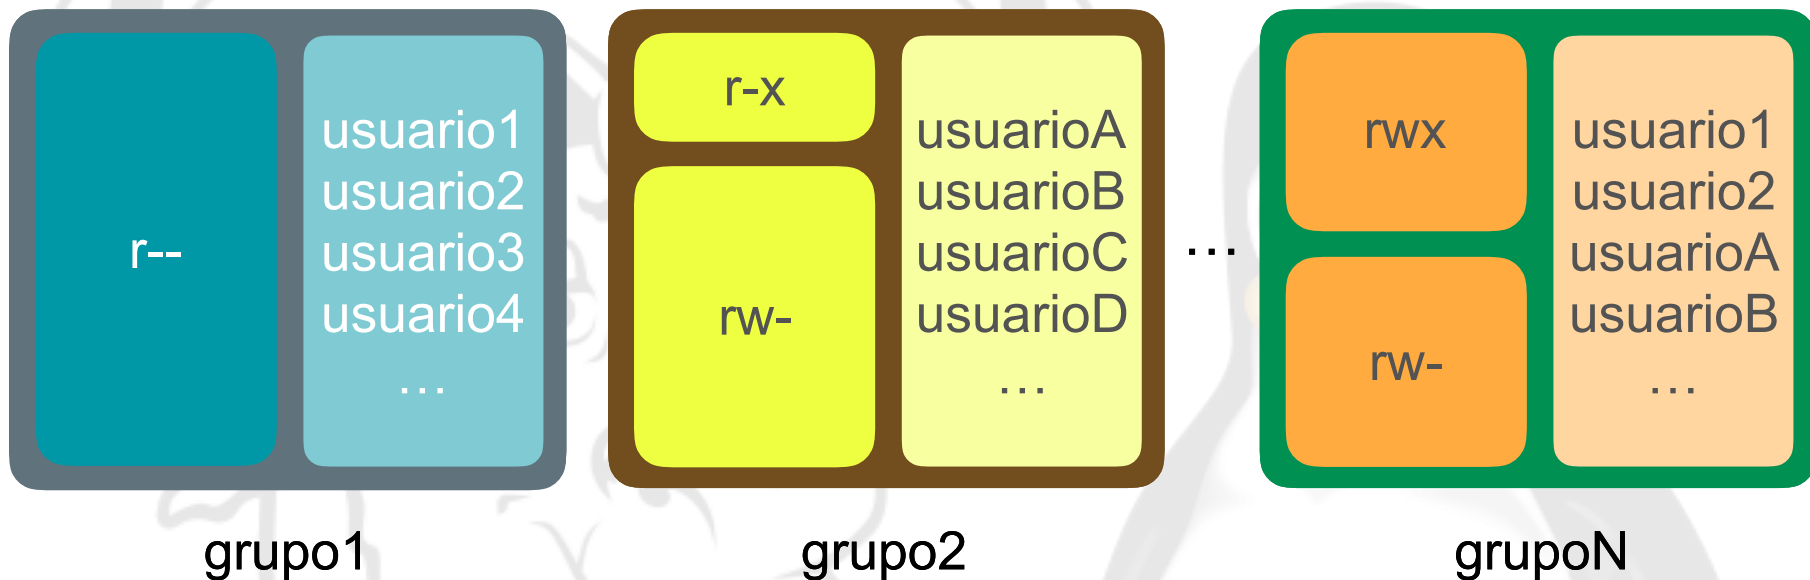 r--
usuario1
usuario2
usuario3
usuario4
...
grupo1
r-x
rw-
usuarioA
usuarioB
usuarioC
usuarioD
...
grupo2
...
rwx
rw-
usuario1
usuario2
usuarioA
usuarioB
...
grupoN